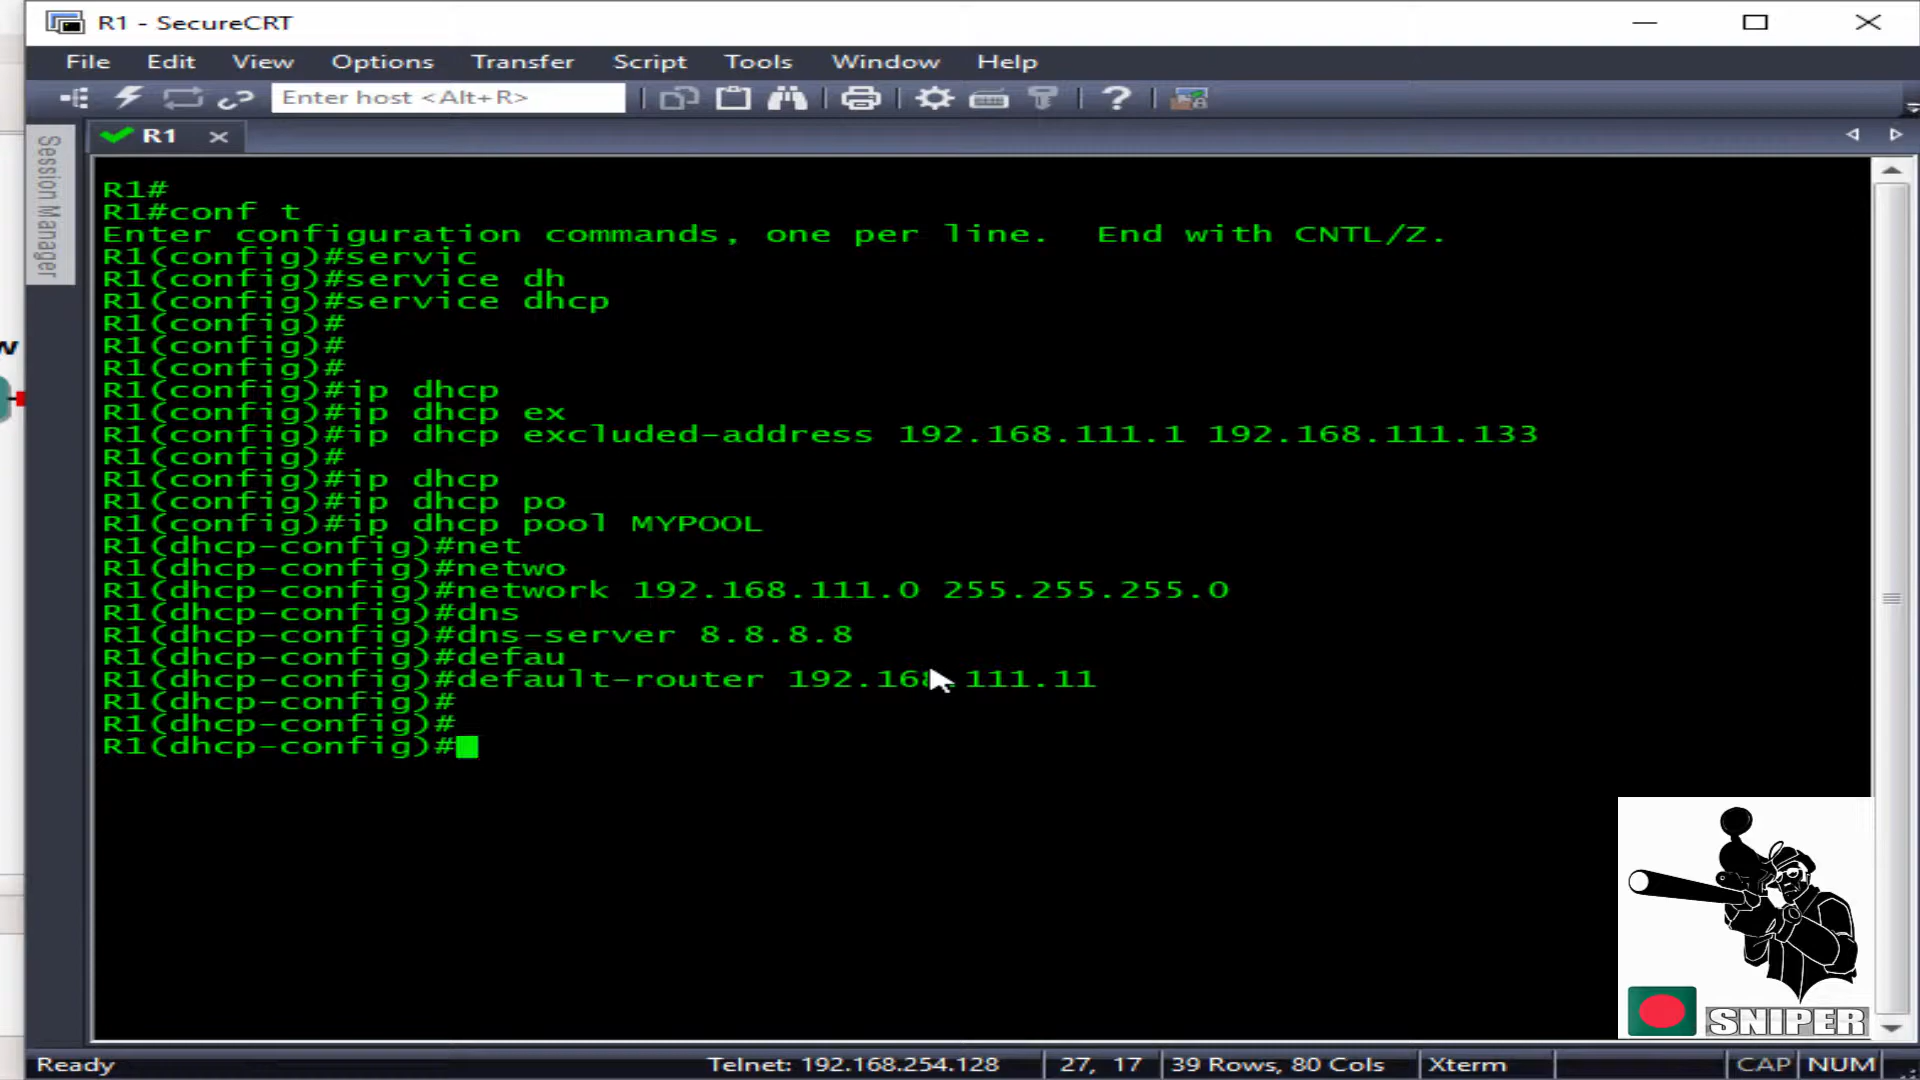 R1 - SecureCRT
File Edit View Options Transfer Script Tools Window Help
Enter host <Alt+R>
Session Manager
R1
R1#
R1#conf t
Enter configuration commands, one per line.  End with CNTL/Z.
R1(config)#servic
R1(config)#service dh
R1(config)#service dhcp
R1(config)#
R1(config)#
R1(config)#
R1(config)#ip dhcp
R1(config)#ip dhcp ex
R1(config)#ip dhcp excluded-address 192.168.111.1 192.168.111.133
R1(config)#
R1(config)#ip dhcp
R1(config)#ip dhcp po
R1(config)#ip dhcp pool MYPOOL
R1(dhcp-config)#net
R1(dhcp-config)#netwo
R1(dhcp-config)#network 192.168.111.0 255.255.255.0
R1(dhcp-config)#dns
R1(dhcp-config)#dns-server 8.8.8.8
R1(dhcp-config)#defau
R1(dhcp-config)#default-router 192.168.111.11
R1(dhcp-config)#
R1(dhcp-config)#
R1(dhcp-config)#
SNIPER
Ready Telnet: 192.168.254.128 27, 17 39 Rows, 80 Cols Xterm CAP NUM